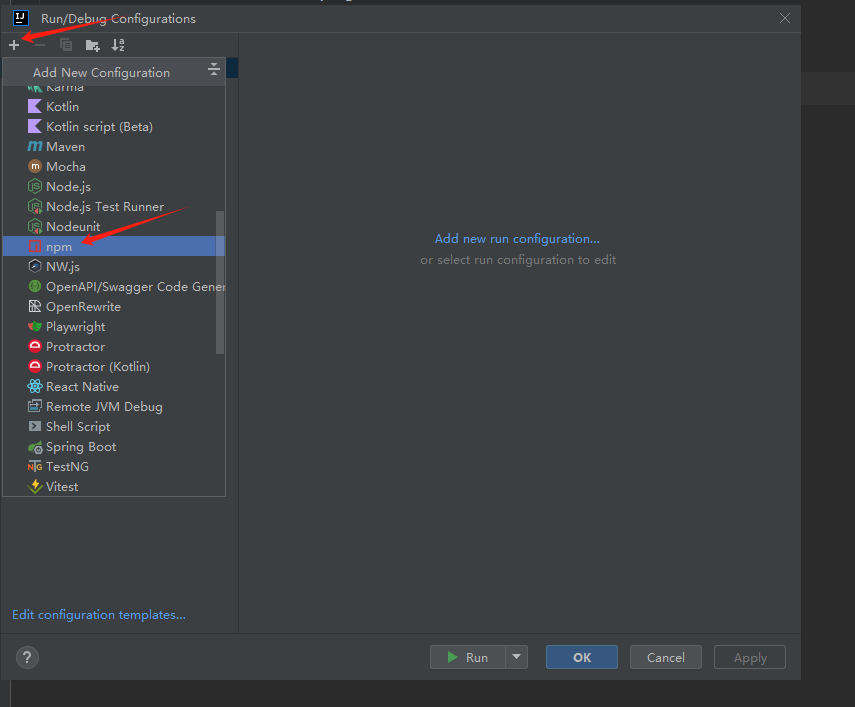 Run/Debug Configurations
Add New Configuration
Karma
Kotlin
Kotlin script (Beta)
Maven
Mocha
Node.js
Node.js Test Runner
Nodeunit
npm
NW.js
OpenAPI/Swagger Code Gener
OpenRewrite
Playwright
Protractor
Protractor (Kotlin)
React Native
Remote JVM Debug
Shell Script
Spring Boot
TestNG
Vitest
Add new run configuration...
or select run configuration to edit
Edit configuration templates...
?
Run
OK
Cancel
Apply